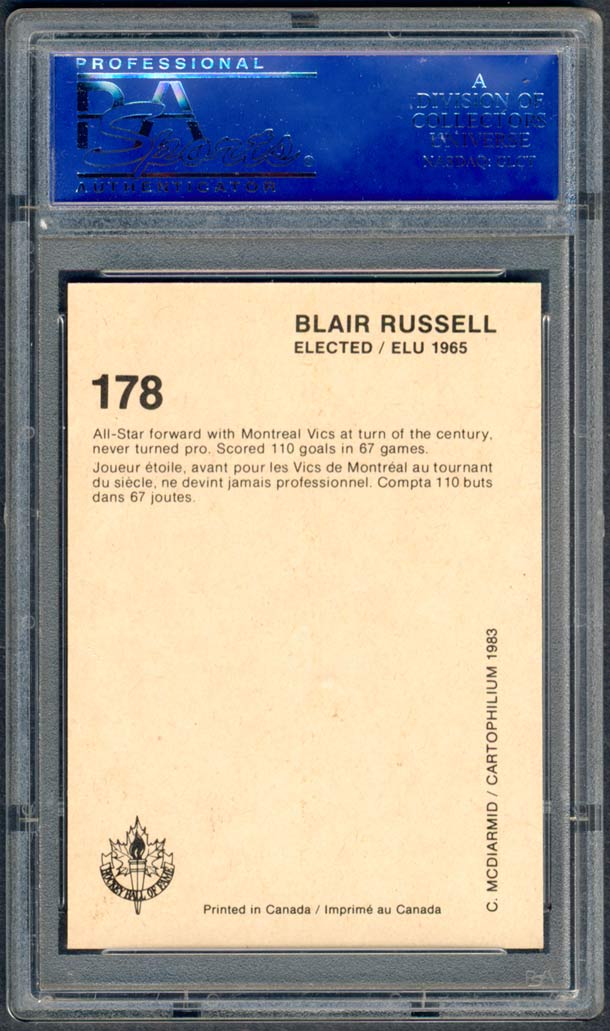 PROFESSIONAL
PSA
Sports
AUTHENTICATOR
A
DIVISION OF
COLLECTORS
UNIVERSE
NASDAQ: CLCT
BLAIR RUSSELL
ELECTED / ELU 1965
178
All-Star forward with Montreal Vics at turn of the century,
never turned pro. Scored 110 goals in 67 games.
Joueur étoile, avant pour les Vics de Montréal au tournant
du siècle, ne devint jamais professionnel. Compta 110 buts
dans 67 joutes.
C. MCDIARMID / CARTOPHILIUM 1983
HOCKEY HALL OF FAME
Printed in Canada / Imprimé au Canada
PSA